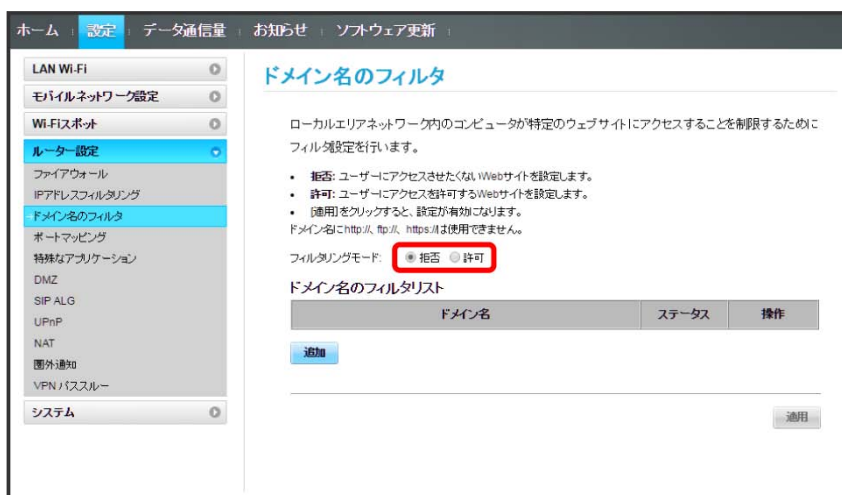 ホーム 設定 データ通信量 お知らせ ソフトウェア更新
LAN Wi-Fi
モバイルネットワーク設定
Wi-Fiスポット
ルーター設定
ファイアウォール
IPアドレスフィルタリング
ドメイン名のフィルタ
ポートマッピング
特殊なアプリケーション
DMZ
SIP ALG
UPnP
NAT
圏外通知
VPN パススルー
システム
ドメイン名のフィルタ
ローカルエリアネットワーク内のコンピュータが特定のウェブサイトにアクセスすることを制限するために
フィルタ設定を行います。
• 拒否: ユーザーにアクセスさせたくないWebサイトを設定します。
• 許可: ユーザーにアクセスを許可するWebサイトを設定します。
• [適用]をクリックすると、設定が有効になります。
ドメイン名にhttp://、ftp://、https://は使用できません。
フィルタリングモード: 拒否 許可
ドメイン名のフィルタリスト
ドメイン名 ステータス 操作
追加
適用